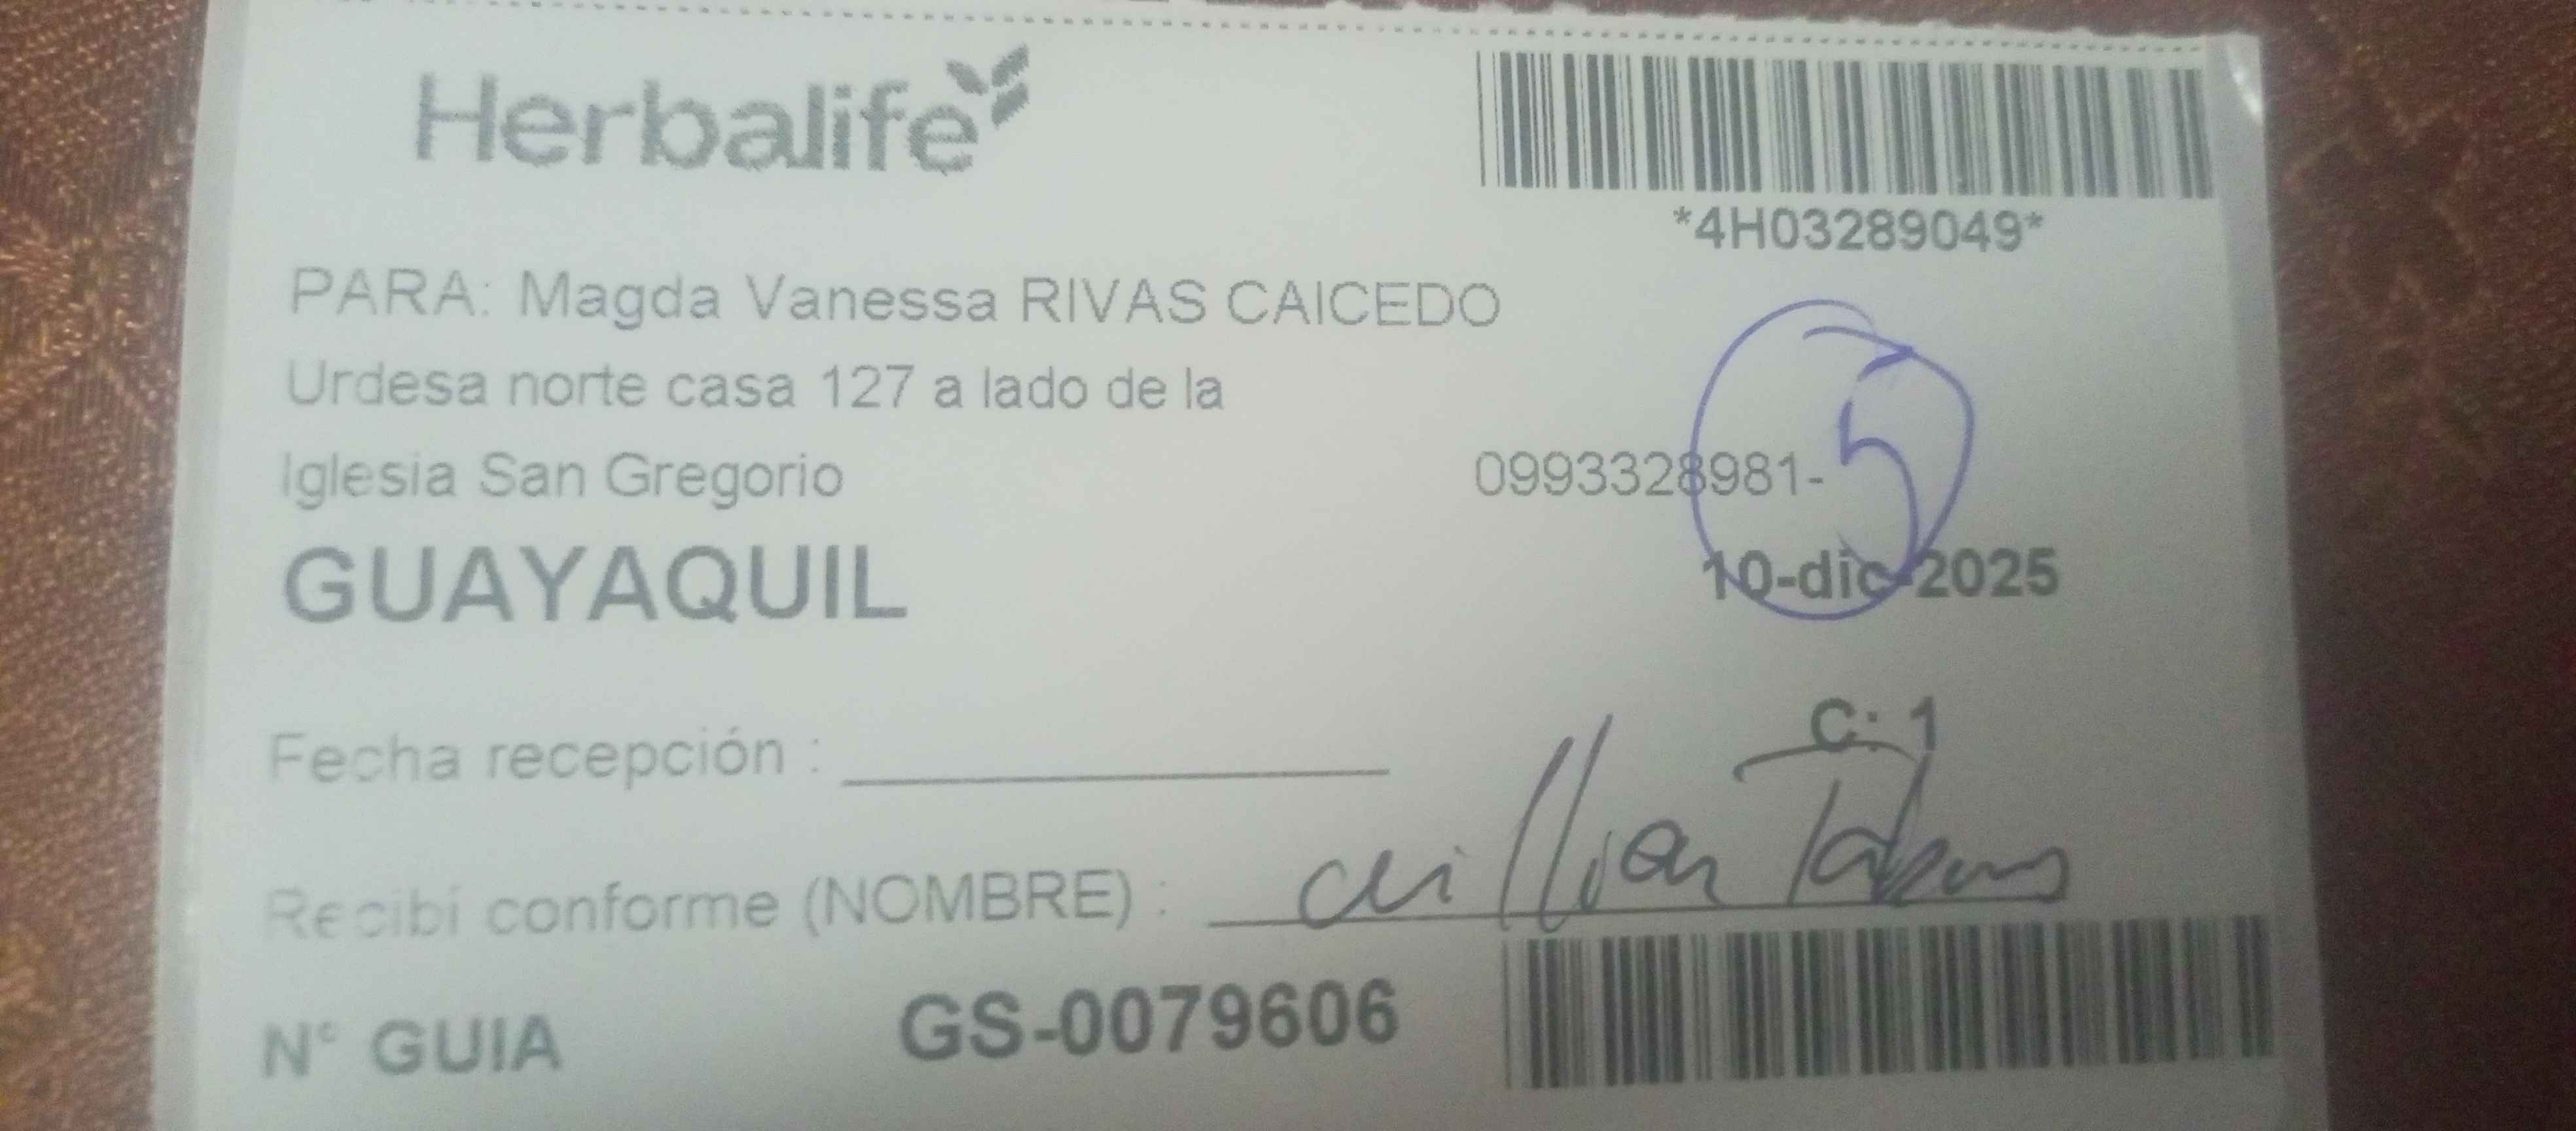 Herbalife
*4H03289049*
PARA: Magda Vanessa RIVAS CAICEDO
Urdesa norte casa 127 a lado de la
Iglesia San Gregorio
0993328981-
5
GUAYAQUIL
10-dic-2025
C: 1
Fecha recepción :
Recibí conforme (NOMBRE) :
N° GUIA GS-0079606